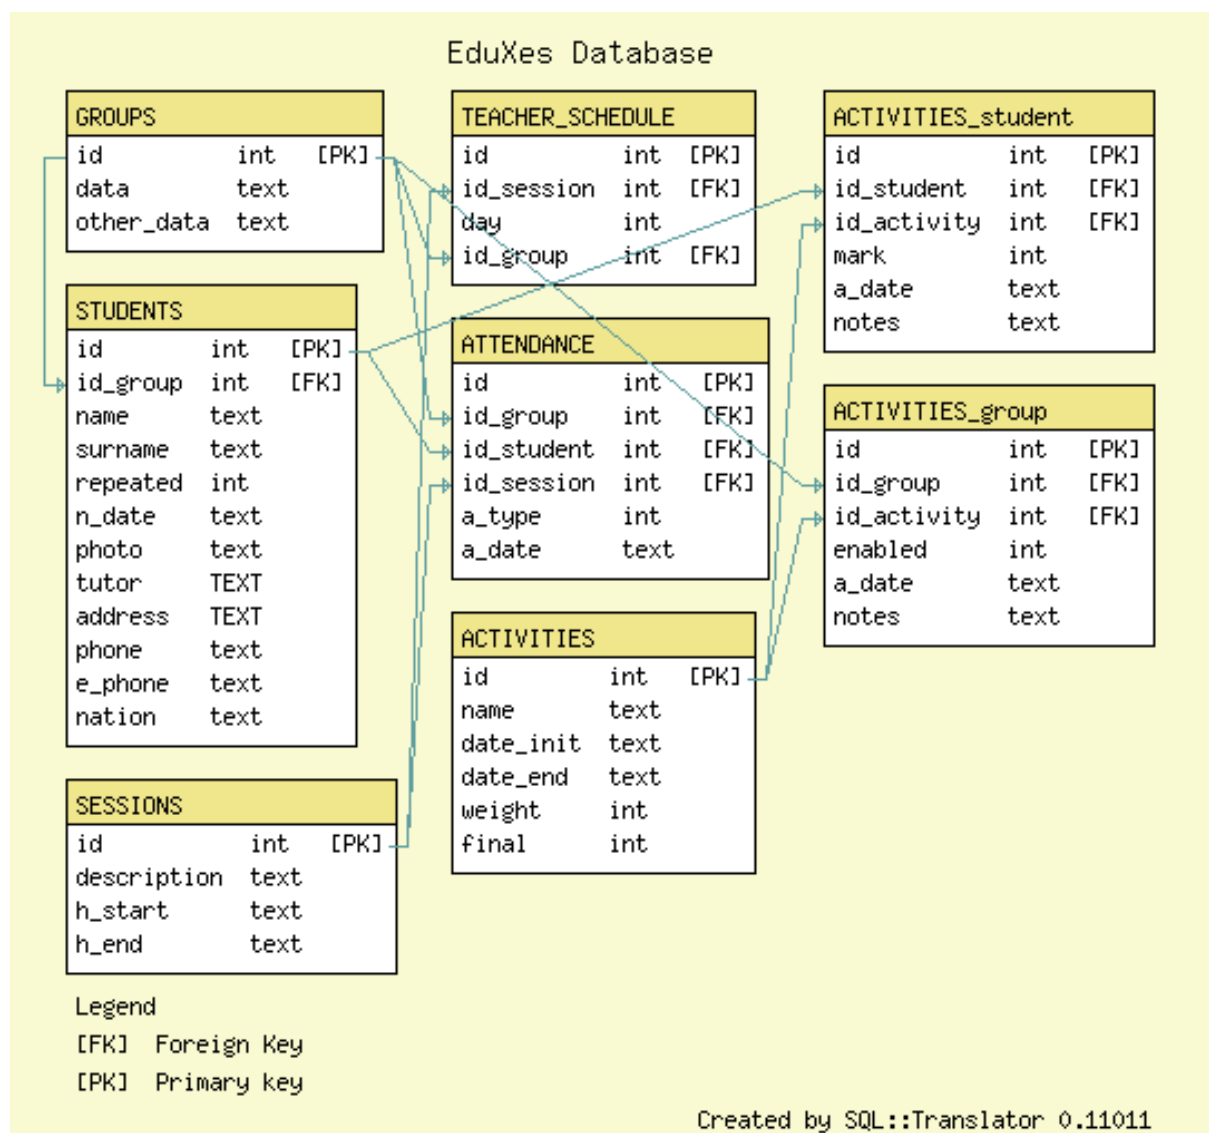 EduXes Database
GROUPS
id int [PK]
data text
other_data text
STUDENTS
id int [PK]
id_group int [FK]
name text
surname text
repeated int
n_date text
photo text
tutor TEXT
address TEXT
phone text
e_phone text
nation text
SESSIONS
id int [PK]
description text
h_start text
h_end text
TEACHER_SCHEDULE
id int [PK]
id_session int [FK]
day int
id_group int [FK]
ATTENDANCE
id int [PK]
id_group int [FK]
id_student int [FK]
id_session int [FK]
a_type int
a_date text
ACTIVITIES
id int [PK]
name text
date_init text
date_end text
weight int
final int
ACTIVITIES_student
id int [PK]
id_student int [FK]
id_activity int [FK]
mark int
a_date text
notes text
ACTIVITIES_group
id int [PK]
id_group int [FK]
id_activity int [FK]
enabled int
a_date text
notes text
Legend
[FK] Foreign Key
[PK] Primary key
Created by SQL::Translator 0.11011